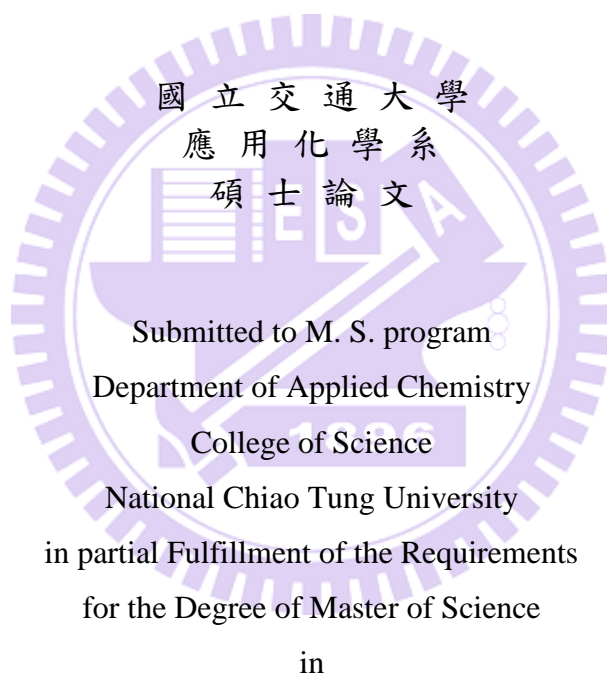 國立交通大學
應用化學系
碩士論文
ESA
Submitted to M. S. program
Department of Applied Chemistry
College of Science
1896
National Chiao Tung University
in partial Fulfillment of the Requirements
for the Degree of Master of Science
in